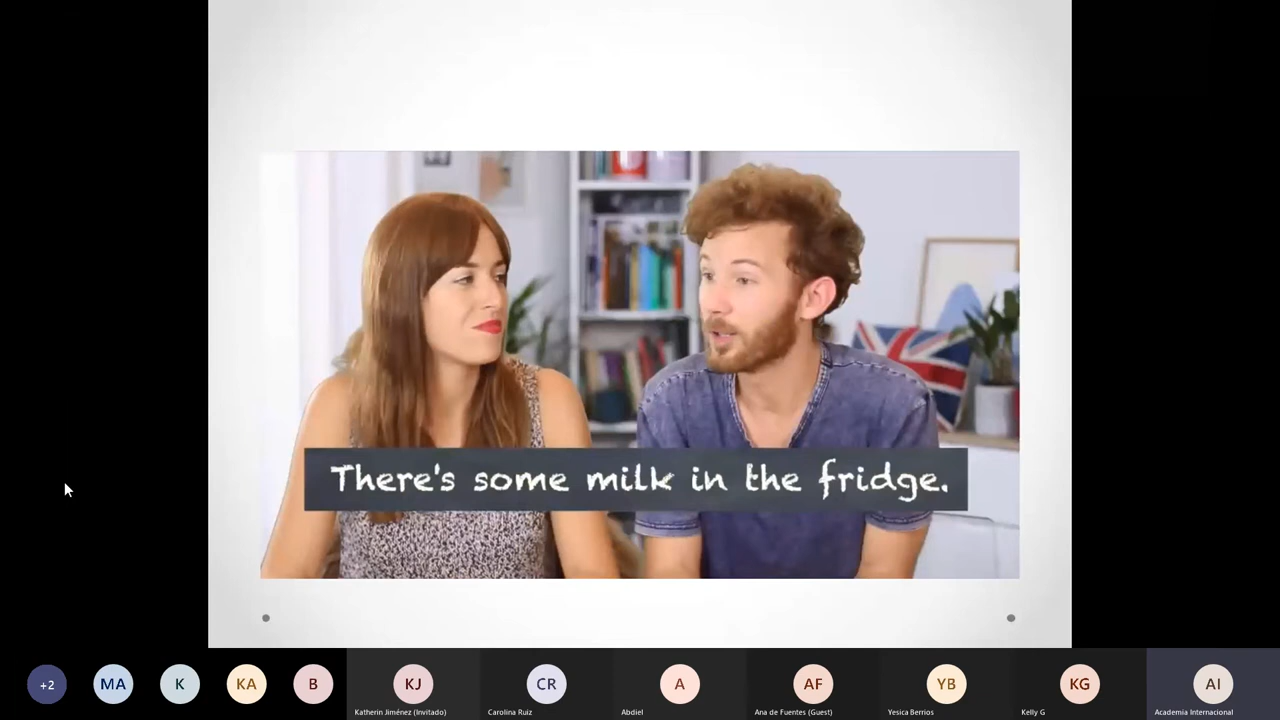 There's some milk in the fridge.
+2
MA
K
KA
B
KJ
CR
A
AF
YB
KG
AI
Katherin Jiménez (Invitado)
Carolina Ruiz
Abdiel
Ana de Fuentes (Guest)
Yesica Berrios
Kelly G
Academia Internacional